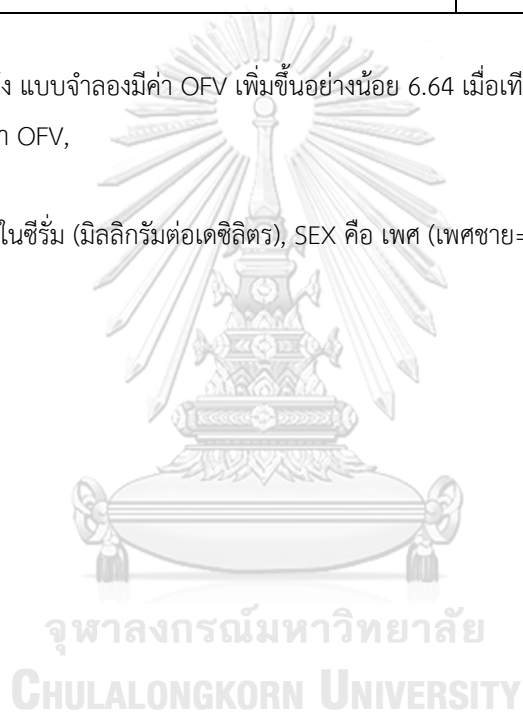 ง แบบจำลองมีค่า OFV เพิ่มขึ้นอย่างน้อย 6.64 เมื่อเที
า OFV,
ในซีรั่ม (มิลลิกรัมต่อเดซิลิตร), SEX คือ เพศ (เพศชาย=
จุฬาลงกรณ์มหาวิทยาลัย
CHULALONGKORN UNIVERSITY